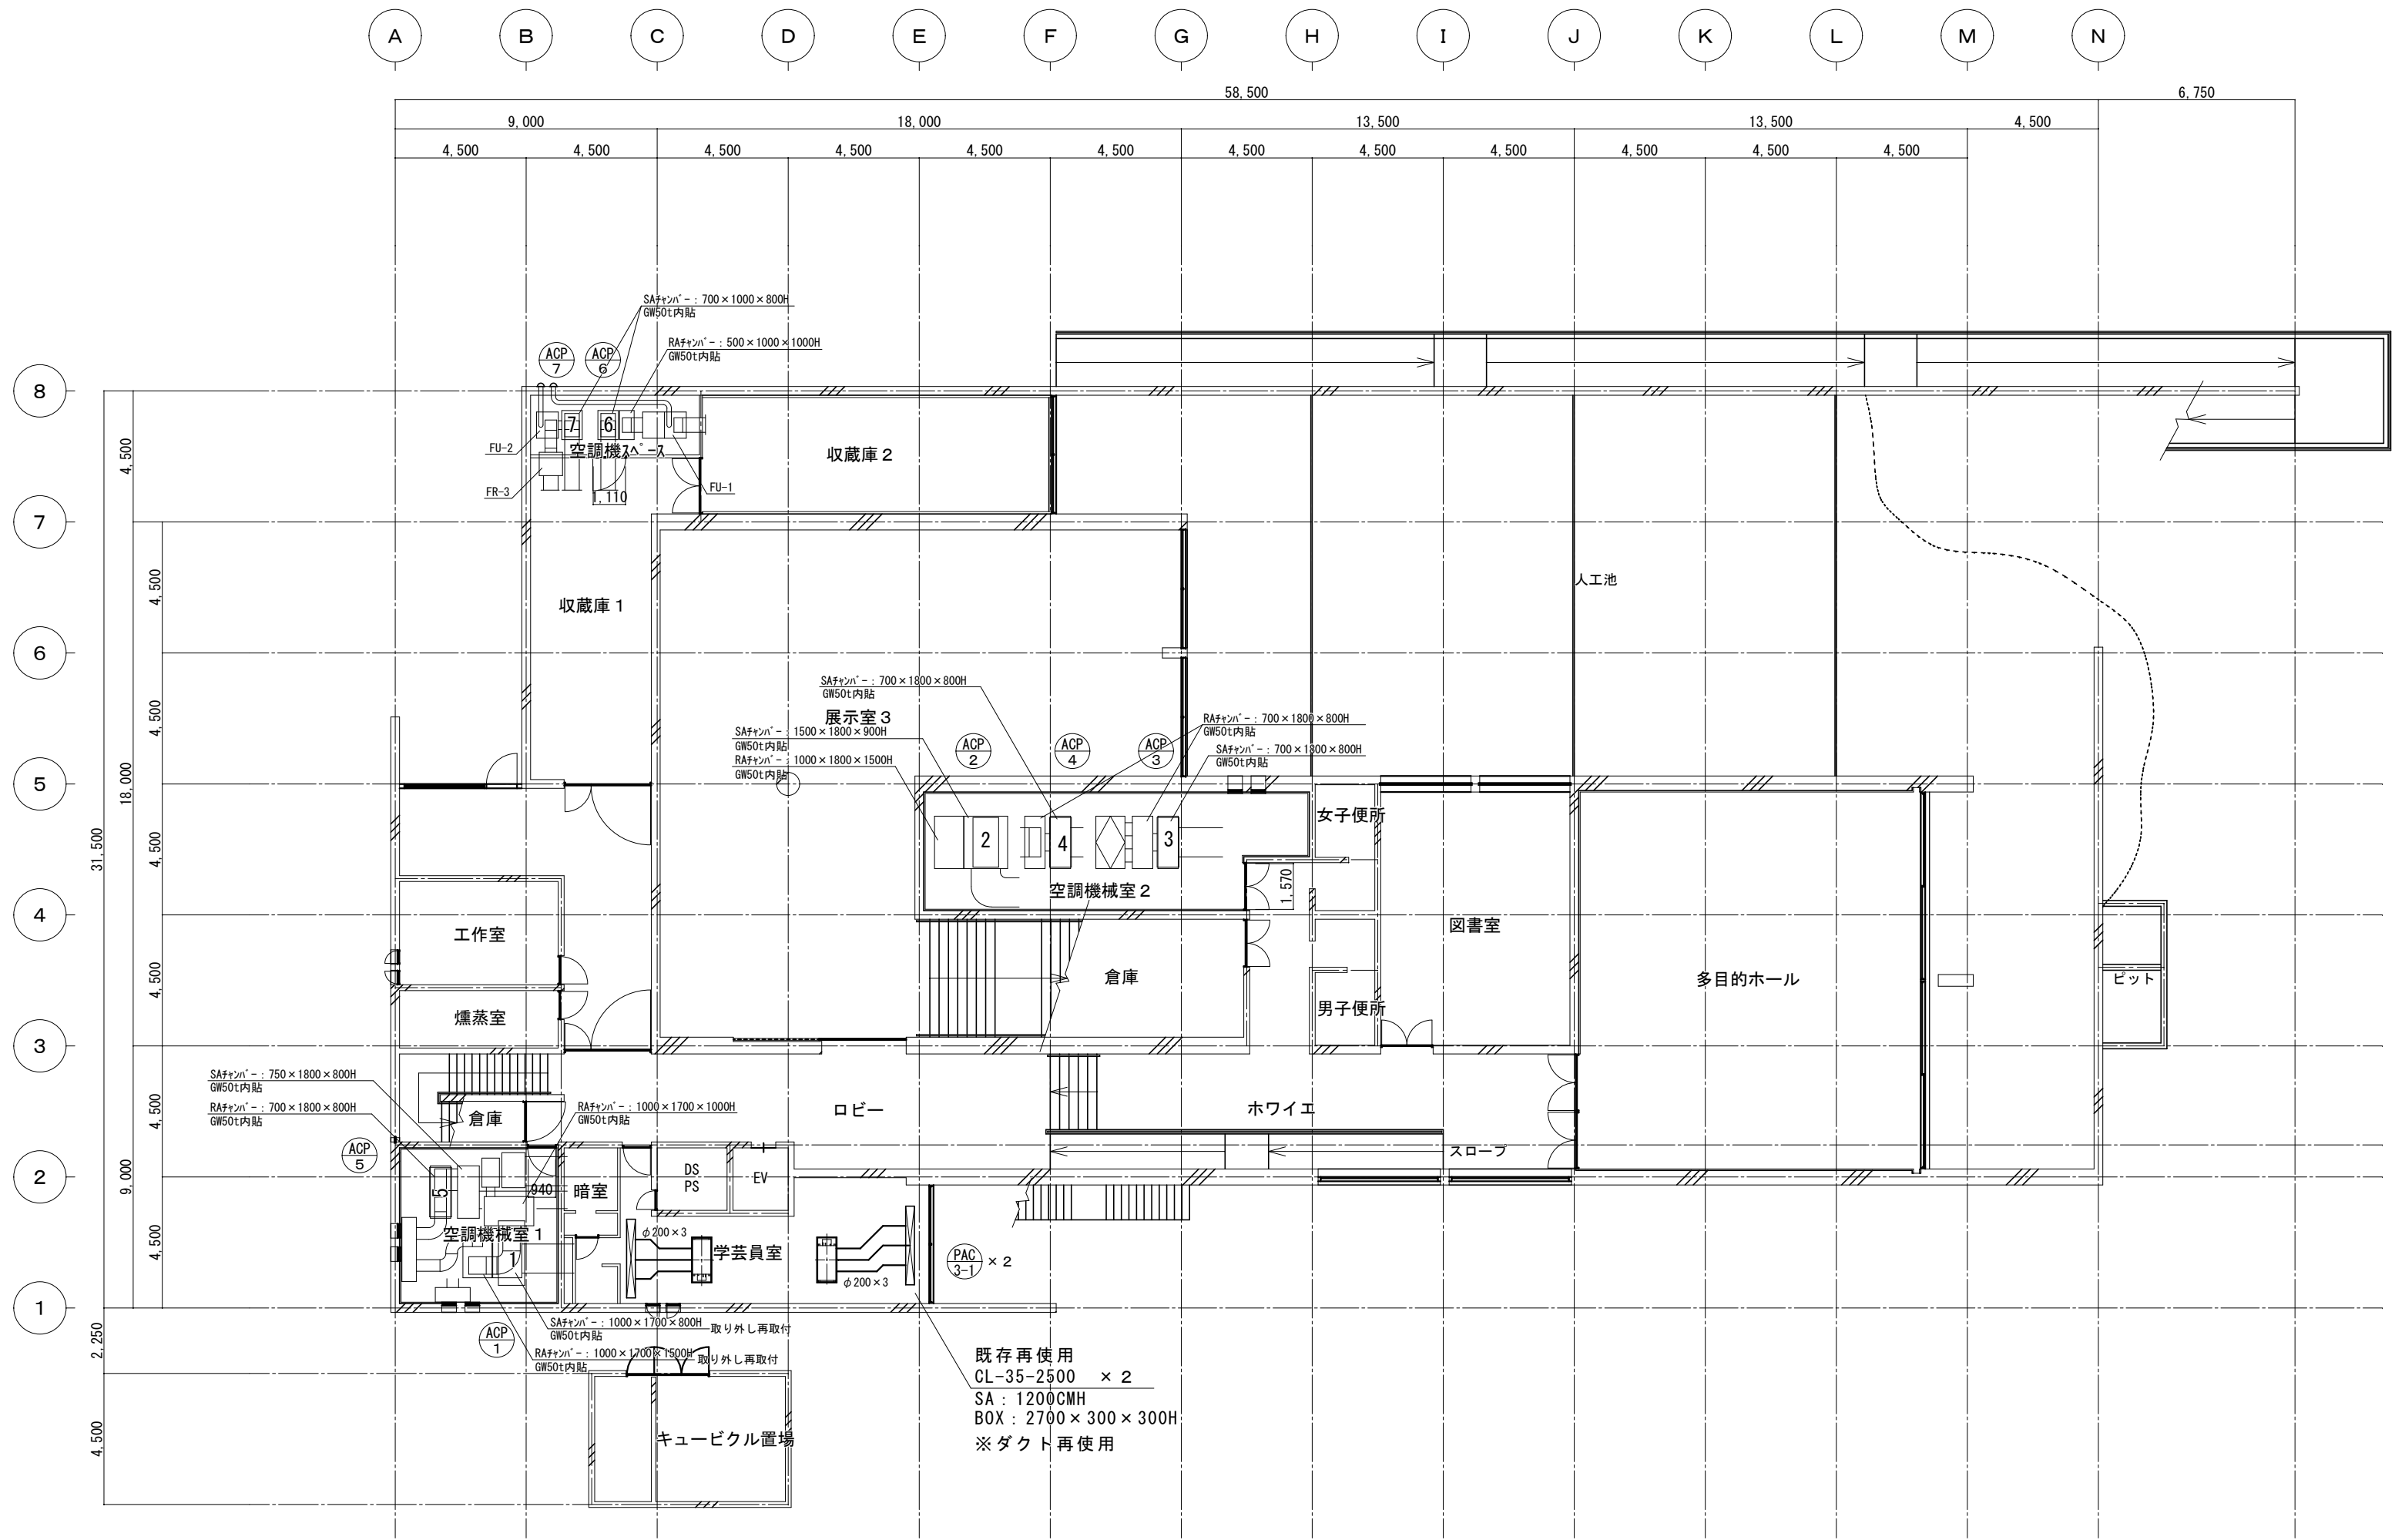 A B C D E F G H I J K L M N
58,500 6,750
9,000 18,000 13,500 13,500 4,500
4,500 4,500 4,500 4,500 4,500 4,500 4,500 4,500 4,500 4,500 4,500 4,500
SAチャンバー：700×1000×800H
GW50t内貼
RAチャンバー：500×1000×1000H
GW50t内貼
ACP
7
ACP
6
8
7
6
空調機スペース
FU-2
FR-3
FU-1
1,110
収蔵庫２
4,500
7
4,500
収蔵庫１
人工池
6
4,500
SAチャンバー：700×1800×800H
GW50t内貼
展示室３
SAチャンバー：1500×1800×900H
GW50t内貼
RAチャンバー：1000×1800×1500H
GW50t内貼
ACP
2
ACP
4
ACP
3
RAチャンバー：700×1800×800H
GW50t内貼
SAチャンバー：700×1800×800H
GW50t内貼
5
18,000
31,500
4,500
2
4
3
女子便所
空調機械室２
1,570
4
工作室
図書室
4,500
倉庫
多目的ホール
ピット
燻蒸室
男子便所
3
SAチャンバー：750×1800×800H
GW50t内貼
RAチャンバー：700×1800×800H
GW50t内貼
4,500
倉庫
RAチャンバー：1000×1700×1000H
GW50t内貼
ロビー
ホワイエ
スロープ
ACP
5
2
9,000
5
940
暗室
DS
PS
EV
4,500
空調機械室１
1
φ200×3
学芸員室
φ200×3
PAC
3-1
×２
1
2,250
ACP
1
SAチャンバー：1000×1700×800H
GW50t内貼
取り外し再取付
RAチャンバー：1000×1700×1500H
GW50t内貼
取り外し再取付
既存再使用
CL-35-2500 ×２
SA：1200CMH
BOX：2700×300×300H
※ダクト再使用
4,500
キュービクル置場